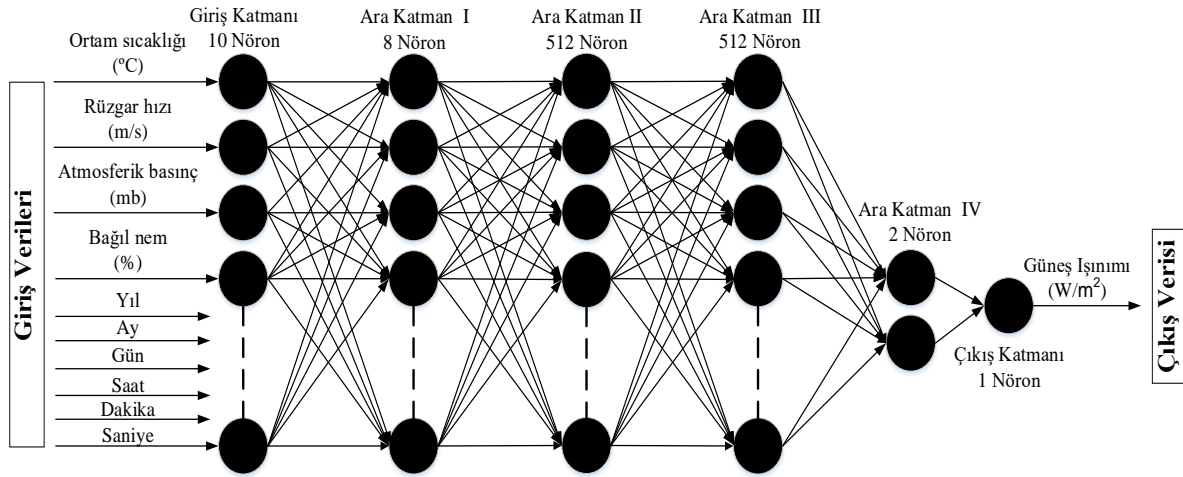 Giriş Katmanı
10 Nöron
Ara Katman I
8 Nöron
Ara Katman II
512 Nöron
Ara Katman III
512 Nöron
Giriş Verileri
Ortam sıcaklığı
(ºC)
Rüzgar hızı
(m/s)
Atmosferik basınç
(mb)
Bağıl nem
(%)
Yıl
Ay
Gün
Saat
Dakika
Saniye
Ara Katman IV
2 Nöron
Çıkış Katmanı
1 Nöron
Güneş Işınımı
(W/m²)
Çıkış Verisi